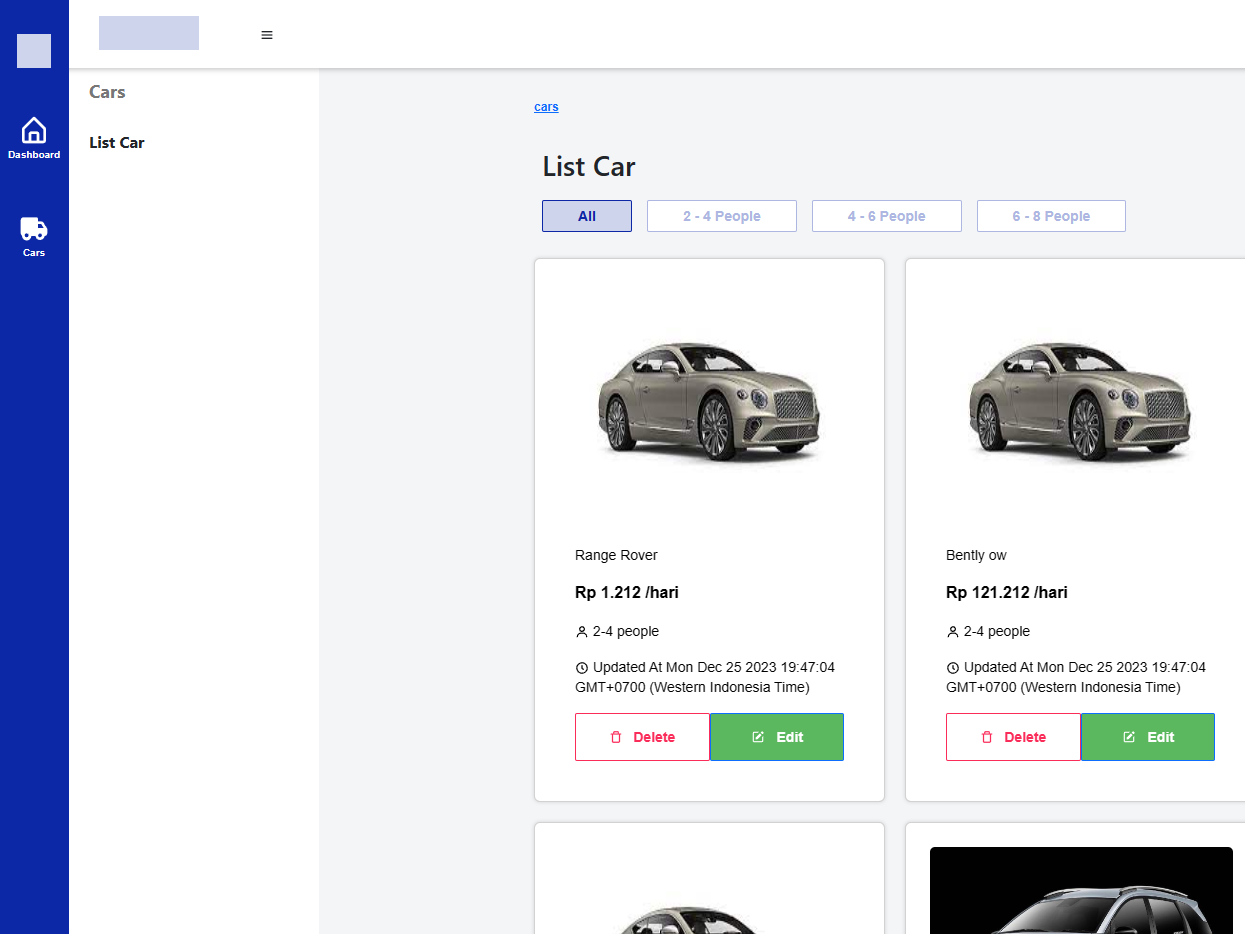 Dashboard
Cars
Cars
List Car
cars
List Car
All
2 - 4 People
4 - 6 People
6 - 8 People
Range Rover
Rp 1.212 /hari
2-4 people
Updated At Mon Dec 25 2023 19:47:04
GMT+0700 (Western Indonesia Time)
Delete
Edit
Bently ow
Rp 121.212 /hari
2-4 people
Updated At Mon Dec 25 2023 19:47:04
GMT+0700 (Western Indonesia Time)
Delete
Edit